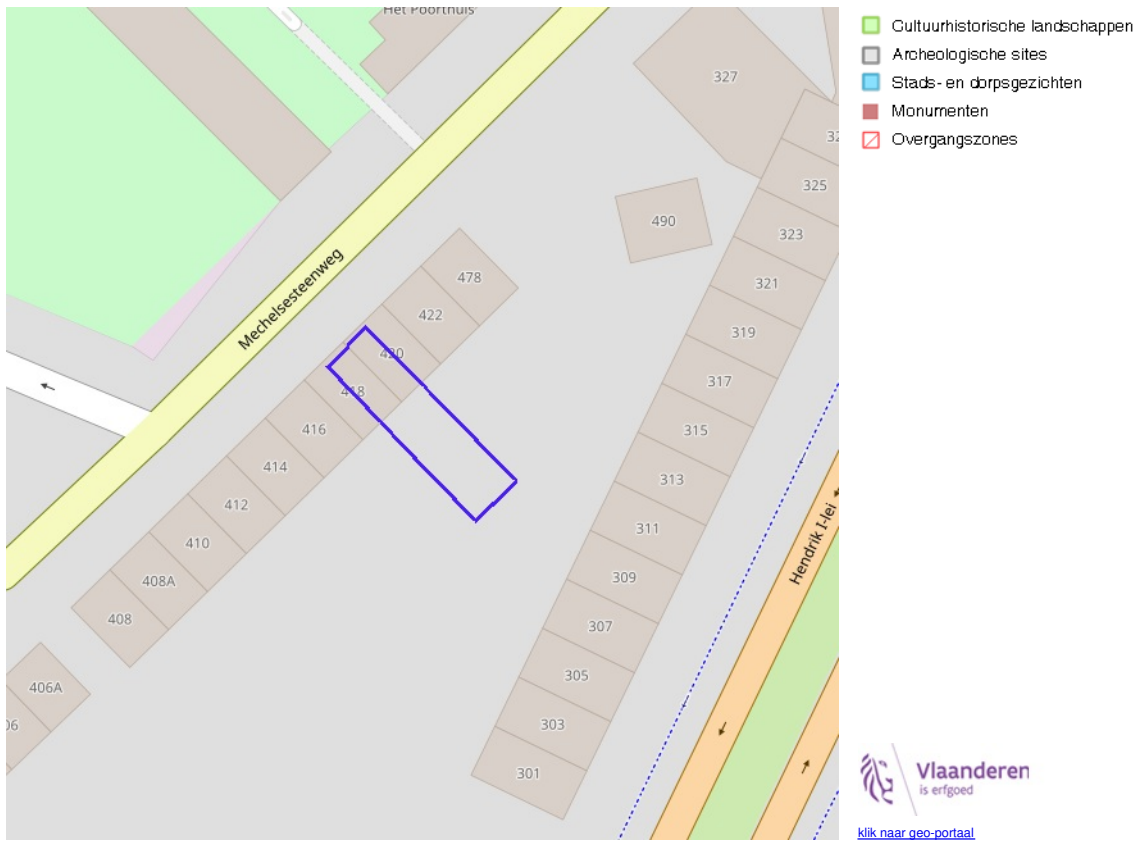 Het Poorthuis
327
325
490
323
478
321
422
319
Mechelsesteenweg
420
317
418
315
416
414
313
412
311
410
309
Hendrik I-lei
408A
408
307
305
406A
303
301
Cultuurhistorische landschappen
Archeologische sites
Stads- en dorpsgezichten
Monumenten
Overgangszones
Vlaanderen
is erfgoed
klik naar geo-portaal